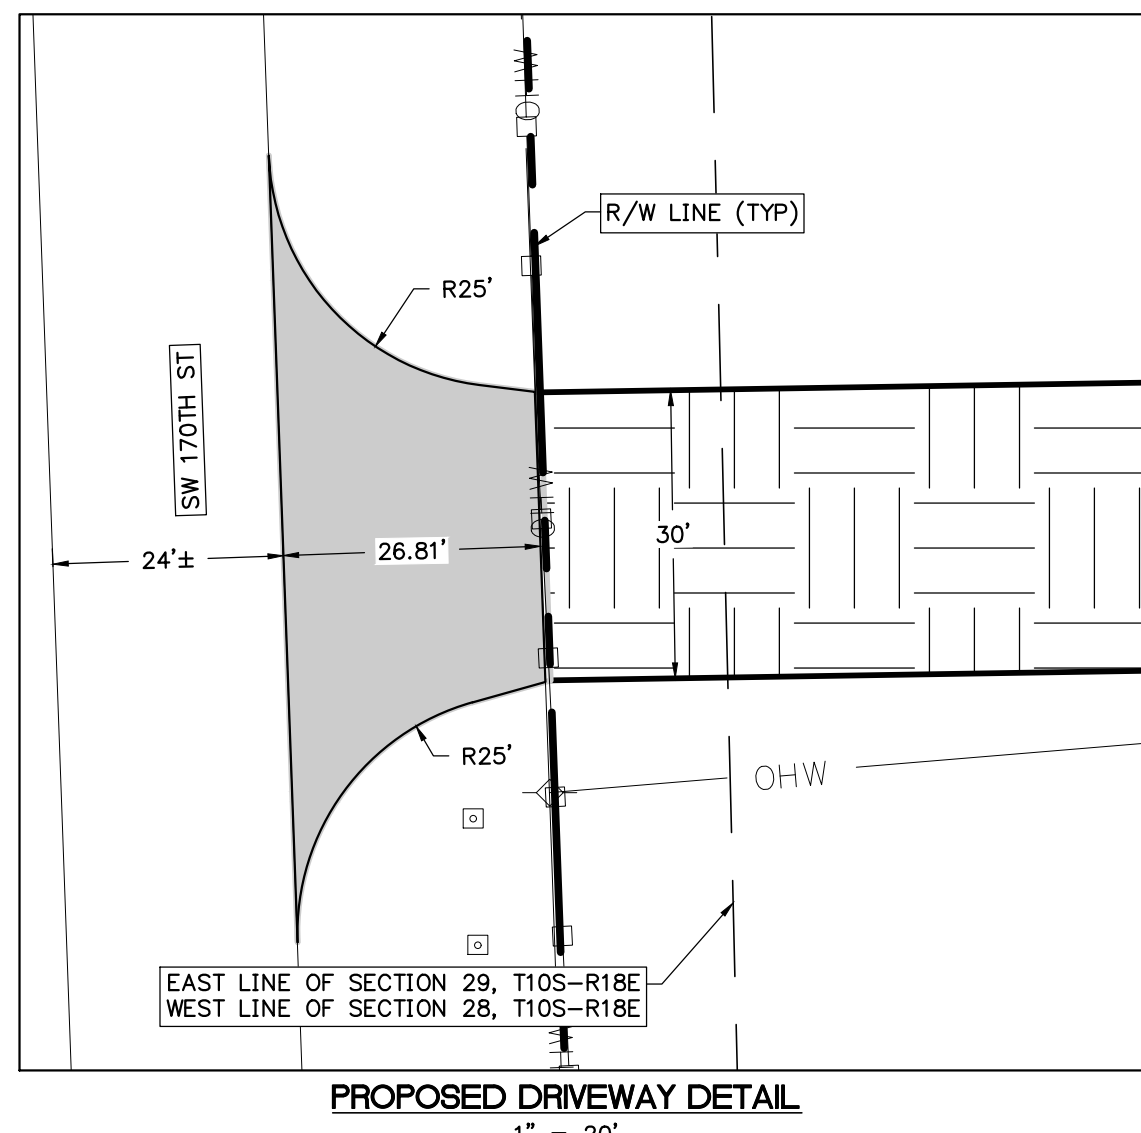 R/W LINE (TYP)
R25'
SW 170TH ST
24'±
26.81'
30'
R25'
OHW
EAST LINE OF SECTION 29, T10S-R18E
WEST LINE OF SECTION 28, T10S-R18E
PROPOSED DRIVEWAY DETAIL